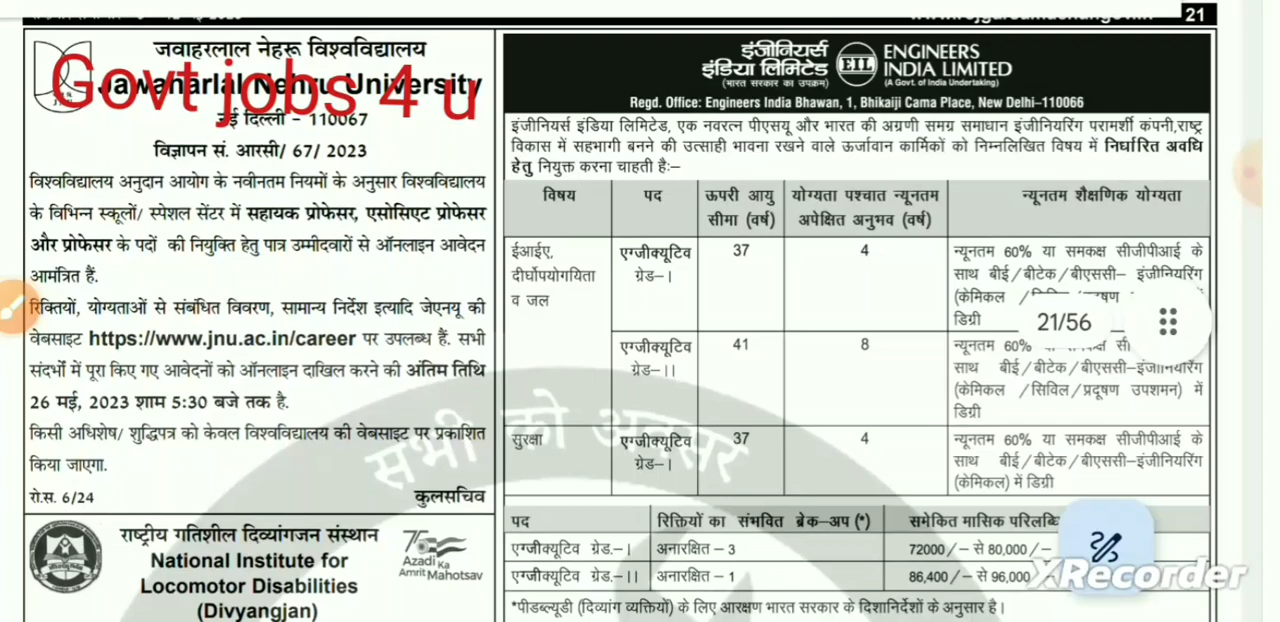 21
जवाहरलाल नेहरू विश्वविद्यालय
Jawaharlal Nehru University
Govt jobs 4 u
नई दिल्ली - 110067
विज्ञापन सं. आरसी/ 67/ 2023
विश्वविद्यालय अनुदान आयोग के नवीनतम नियमों के अनुसार विश्वविद्यालय
के विभिन्न स्कूलों/ स्पेशल सेंटर में सहायक प्रोफेसर, एसोसिएट प्रोफेसर
और प्रोफेसर के पदों की नियुक्ति हेतु पात्र उम्मीदवारों से ऑनलाइन आवेदन
आमंत्रित हैं.
रिक्तियों, योग्यताओं से संबंधित विवरण, सामान्य निर्देश इत्यादि जेएनयू की
वेबसाइट https://www.jnu.ac.in/career पर उपलब्ध हैं. सभी
संदर्भों में पूरा किए गए आवेदनों को ऑनलाइन दाखिल करने की अंतिम तिथि
26 मई, 2023 शाम 5:30 बजे तक है.
किसी अधिशेष/ शुद्धिपत्र को केवल विश्वविद्यालय की वेबसाइट पर प्रकाशित
किया जाएगा.
रो.स. 6/24 कुलसचिव
राष्ट्रीय गतिशील दिव्यांगजन संस्थान
National Institute for
Locomotor Disabilities
(Divyangjan)
75
Azadi Ka
Amrit Mahotsav
इंजीनियर्स
इंडिया लिमिटेड
(भारत सरकार का उपक्रम)
EIL
ENGINEERS
INDIA LIMITED
(A Govt. of India Undertaking)
Regd. Office: Engineers India Bhawan, 1, Bhikaiji Cama Place, New Delhi–110066
इंजीनियर्स इंडिया लिमिटेड, एक नवरत्न पीएसयू और भारत की अग्रणी समग्र समाधान इंजीनियरिंग परामर्शी कंपनी,राष्ट्र
विकास में सहभागी बनने की उत्साही भावना रखने वाले ऊर्जावान कार्मिकों को निम्नलिखित विषय में निर्धारित अवधि
हेतु नियुक्त करना चाहती है:–
विषय पद ऊपरी आयु सीमा (वर्ष) योग्यता पश्चात न्यूनतम अपेक्षित अनुभव (वर्ष) न्यूनतम शैक्षणिक योग्यता
ईआईए, दीर्घोपयोगयिता व जल
एग्जीक्यूटिव ग्रेड–I 37 4
न्यूनतम 60% या समकक्ष सीजीपीआई के
साथ बीई/बीटेक/बीएससी– इंजीनियरिंग
(केमिकल
डिग्री
एग्जीक्यूटिव ग्रेड–II 41 8
न्यूनतम 60%
साथ बीई/बीटेक/बीएससी–इंजीनियरिंग
(केमिकल /सिविल/प्रदूषण उपशमन) में
डिग्री
सुरक्षा एग्जीक्यूटिव ग्रेड–I 37 4
न्यूनतम 60% या समकक्ष सीजीपीआई के
साथ बीई/बीटेक/बीएससी–इंजीनियरिंग
(केमिकल) में डिग्री
21/56
सभी को अवसर
पद रिक्तियों का संभवित ब्रेक–अप (*) समेकित मासिक
एग्जीक्यूटिव ग्रेड.–I अनारक्षित – 3 72000/– से 80,000/–
एग्जीक्यूटिव ग्रेड.–II अनारक्षित – 1 86,400/– से 96,000
*पीडब्ल्यूडी (दिव्यांग व्यक्तियों) के लिए आरक्षण भारत सरकार के दिशानिर्देशों के अनुसार है।
XRecorder